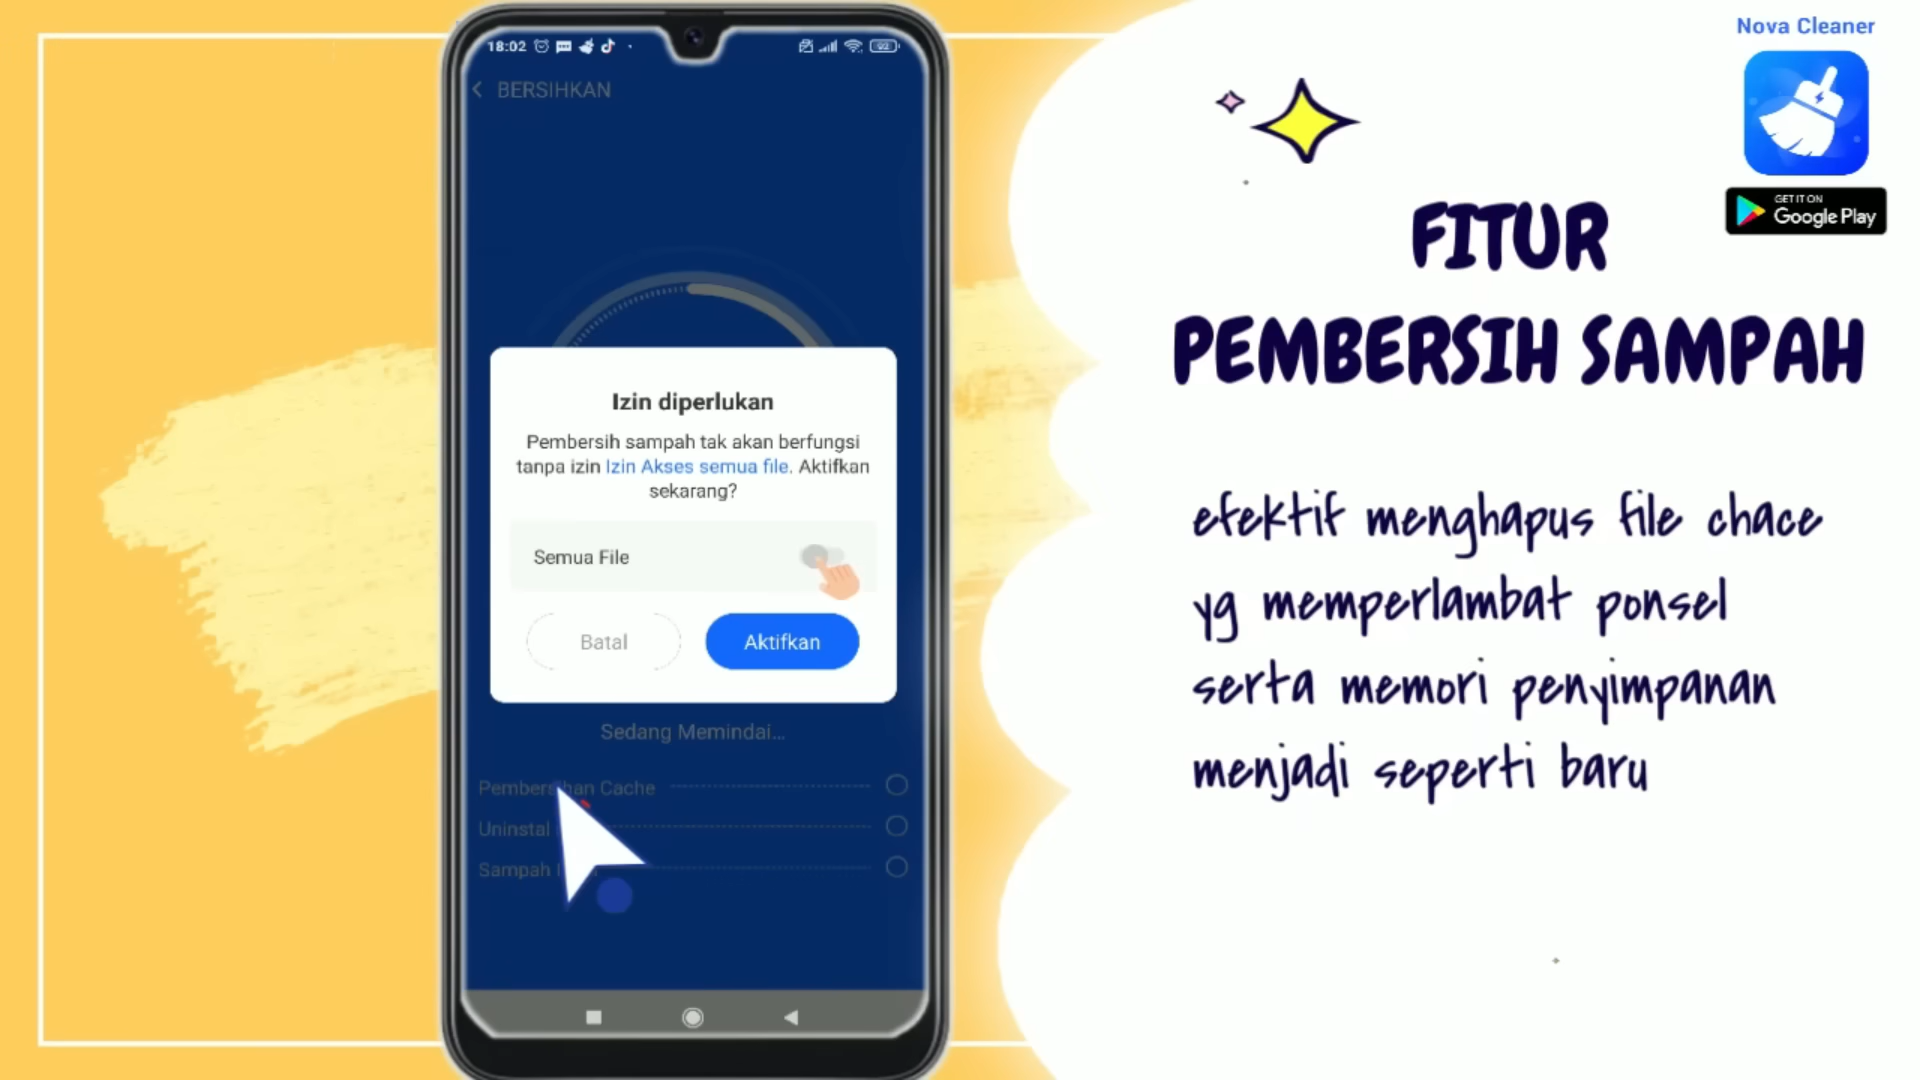 Nova Cleaner
GET IT ON
Google Play
18:02
92
BERSIHKAN
Izin diperlukan
Pembersih sampah tak akan berfungsi
tanpa izin Izin Akses semua file. Aktifkan
sekarang?
Semua File
Batal
Aktifkan
Sedang Memindai...
Pembersihan Cache
Uninstal
Sampah
FITUR
PEMBERSIH SAMPAH
efektif menghapus file chace
yg memperlambat ponsel
serta memori penyimpanan
menjadi seperti baru